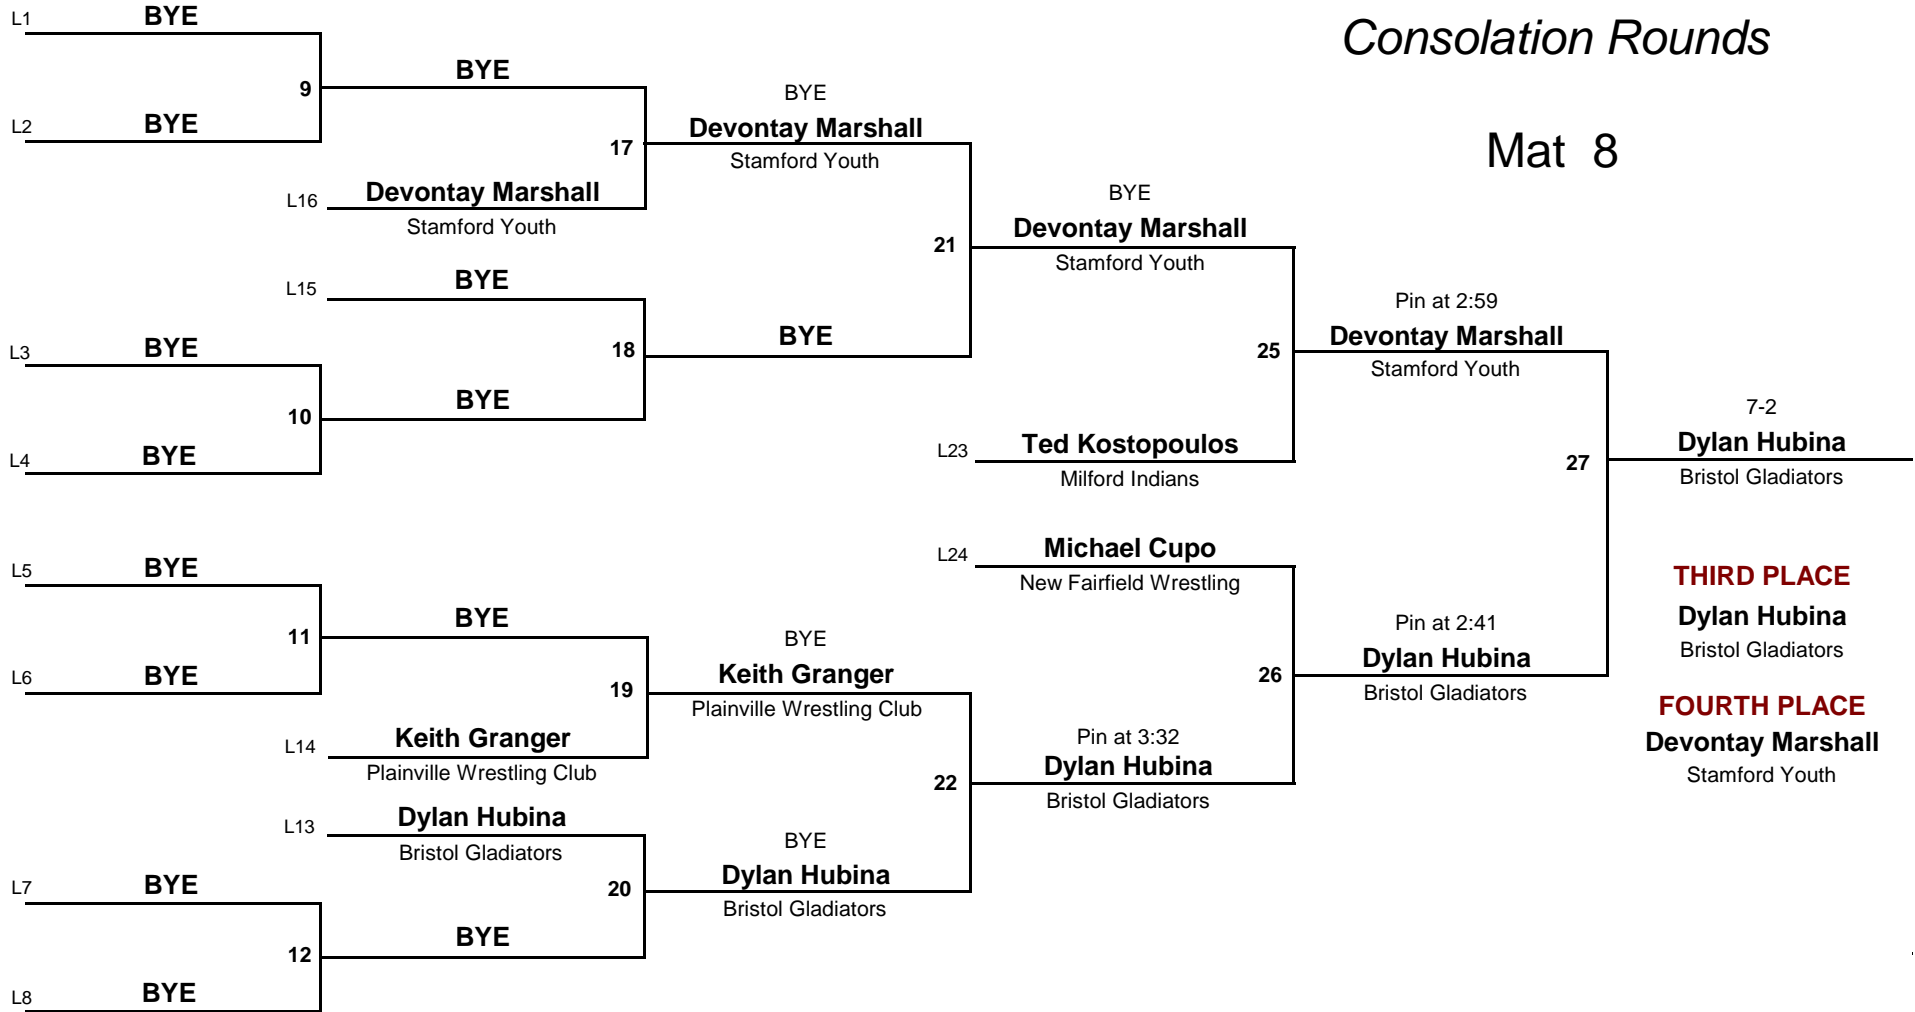 Consolation Rounds
Mat 8
L1 BYE
9
L2 BYE
BYE
17
L16 Devontay Marshall
Stamford Youth
BYE
Devontay Marshall
Stamford Youth
L15 BYE
L3 BYE
10
L4 BYE
BYE
18
BYE
21
BYE
Devontay Marshall
Stamford Youth
25
L23 Ted Kostopoulos
Milford Indians
Pin at 2:59
Devontay Marshall
Stamford Youth
L5 BYE
11
L6 BYE
BYE
19
L14 Keith Granger
Plainville Wrestling Club
BYE
Keith Granger
Plainville Wrestling Club
L13 Dylan Hubina
Bristol Gladiators
L7 BYE
12
L8 BYE
BYE
20
BYE
Dylan Hubina
Bristol Gladiators
22
L24 Michael Cupo
New Fairfield Wrestling
Pin at 3:32
Dylan Hubina
Bristol Gladiators
26
Pin at 2:41
Dylan Hubina
Bristol Gladiators
27
7-2
Dylan Hubina
Bristol Gladiators
THIRD PLACE
Dylan Hubina
Bristol Gladiators
FOURTH PLACE
Devontay Marshall
Stamford Youth